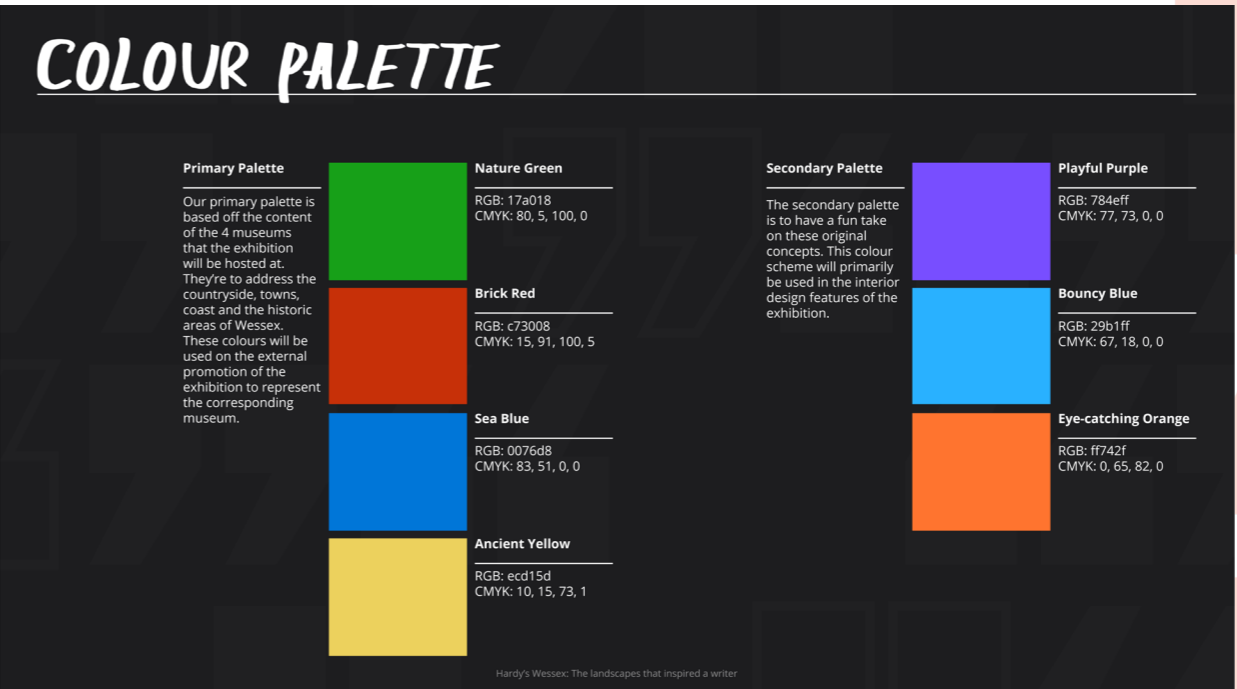 COLOUR PALETTE
Primary Palette
Our primary palette is
based off the content
of the 4 museums
that the exhibition
will be hosted at.
They're to address the
countryside, towns,
coast and the historic
areas of Wessex.
These colours will be
used on the external
promotion of the
exhibition to represent
the corresponding
museum.
Nature Green
RGB: 17a018
CMYK: 80, 5, 100, 0
Brick Red
RGB: c73008
CMYK: 15, 91, 100, 5
Sea Blue
RGB: 0076d8
CMYK: 83, 51, 0, 0
Ancient Yellow
RGB: ecd15d
CMYK: 10, 15, 73, 1
Secondary Palette
The secondary palette
is to have a fun take
on these original
concepts. This colour
scheme will primarily
be used in the interior
design features of the
exhibition.
Playful Purple
RGB: 784eff
CMYK: 77, 73, 0, 0
Bouncy Blue
RGB: 29b1ff
CMYK: 67, 18, 0, 0
Eye-catching Orange
RGB: ff742f
CMYK: 0, 65, 82, 0
Hardy's Wessex: The landscapes that inspired a writer